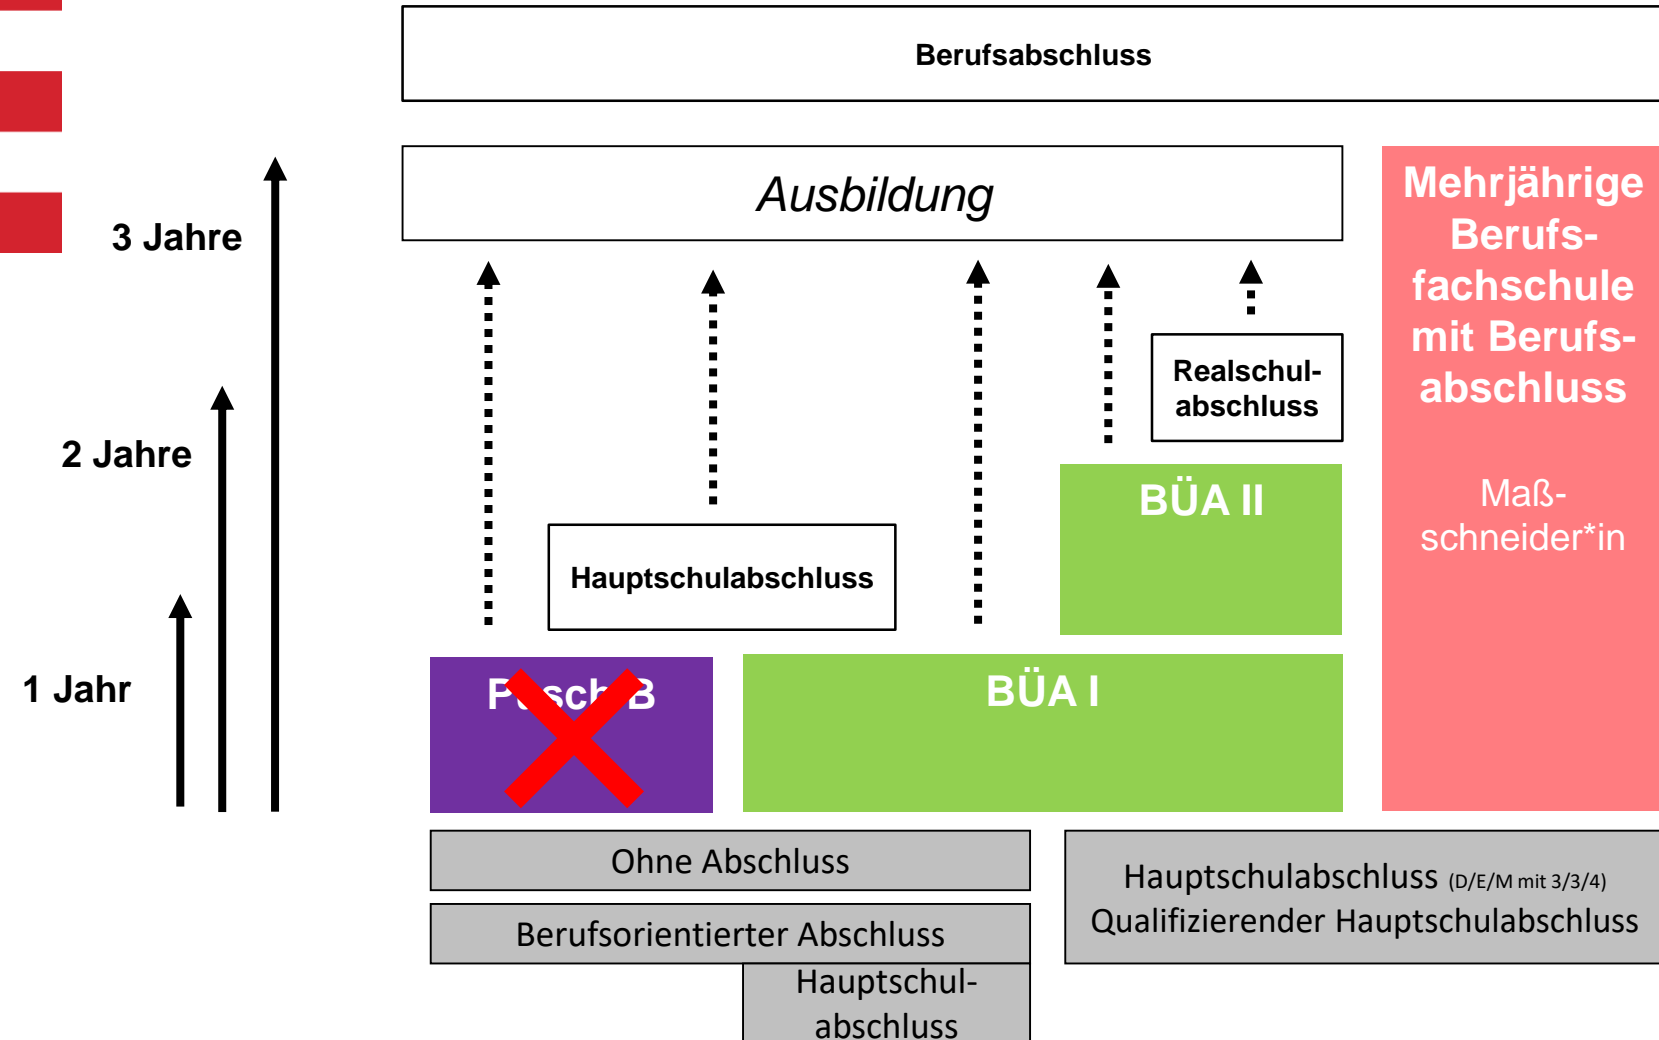 Berufsabschluss
Ausbildung
Mehrjährige
Berufs-
fachschule
mit Berufs-
abschluss
Maß-
schneider*in
3 Jahre
2 Jahre
1 Jahr
Realschul-
abschluss
BÜA II
Hauptschulabschluss
B
BÜA I
Ohne Abschluss
Berufsorientierter Abschluss
Hauptschul-
abschluss
Hauptschulabschluss (D/E/M mit 3/3/4)
Qualifizierender Hauptschulabschluss